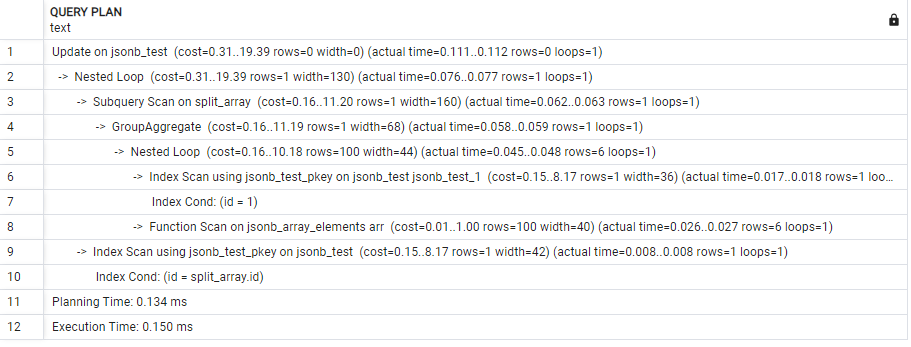 QUERY PLAN
text
1 Update on jsonb_test (cost=0.31..19.39 rows=0 width=0) (actual time=0.111..0.112 rows=0 loops=1)
2 -> Nested Loop (cost=0.31..19.39 rows=1 width=130) (actual time=0.076..0.077 rows=1 loops=1)
3 -> Subquery Scan on split_array (cost=0.16..11.20 rows=1 width=160) (actual time=0.062..0.063 rows=1 loops=1)
4 -> GroupAggregate (cost=0.16..11.19 rows=1 width=68) (actual time=0.058..0.059 rows=1 loops=1)
5 -> Nested Loop (cost=0.16..10.18 rows=100 width=44) (actual time=0.045..0.048 rows=6 loops=1)
6 -> Index Scan using jsonb_test_pkey on jsonb_test jsonb_test_1 (cost=0.15..8.17 rows=1 width=36) (actual time=0.017..0.018 rows=1 loo...
7 Index Cond: (id = 1)
8 -> Function Scan on jsonb_array_elements arr (cost=0.01..1.00 rows=100 width=40) (actual time=0.026..0.027 rows=6 loops=1)
9 -> Index Scan using jsonb_test_pkey on jsonb_test (cost=0.15..8.17 rows=1 width=42) (actual time=0.008..0.008 rows=1 loops=1)
10 Index Cond: (id = split_array.id)
11 Planning Time: 0.134 ms
12 Execution Time: 0.150 ms